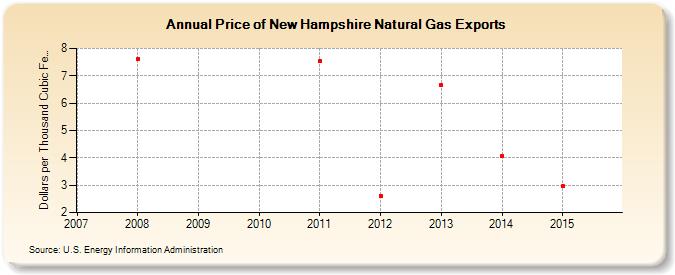 Annual Price of New Hampshire Natural Gas Exports
Dollars per Thousand Cubic Fe...
8
7
6
5
4
3
2
2007 2008 2009 2010 2011 2012 2013 2014 2015
Source: U.S. Energy Information Administration